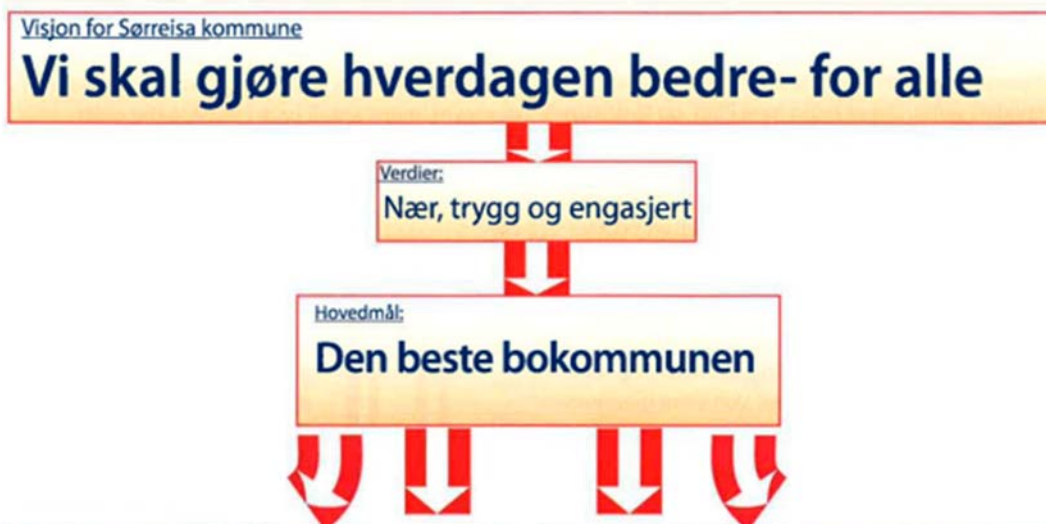 Visjon for Sørreisa kommune
Vi skal gjøre hverdagen bedre- for alle
Verdier:
Nær, trygg og engasjert
Hovedmål:
Den beste bokommunen